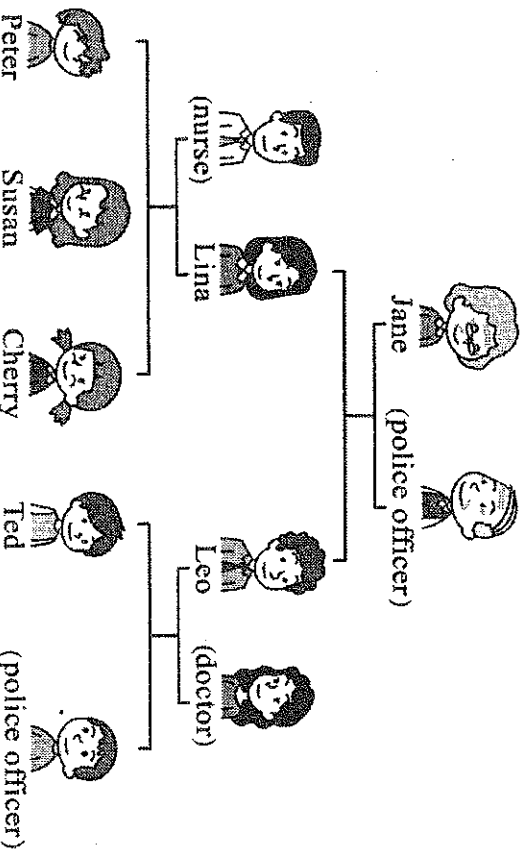 Jane (police officer)
(nurse) Lina Leo (doctor)
Peter Susan Cherry Ted (police officer)